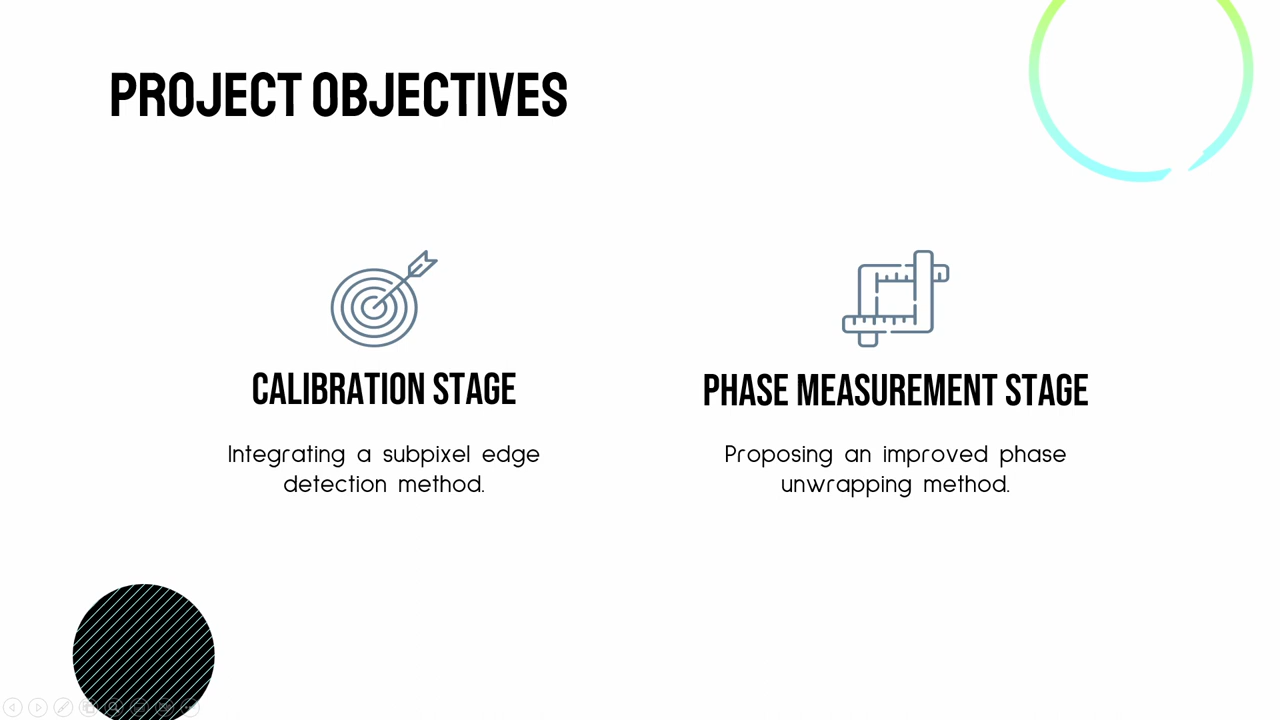 PROJECT OBJECTIVES
CALIBRATION STAGE
Integrating a subpixel edge
detection method.
PHASE MEASUREMENT STAGE
Proposing an improved phase
unwrapping method.